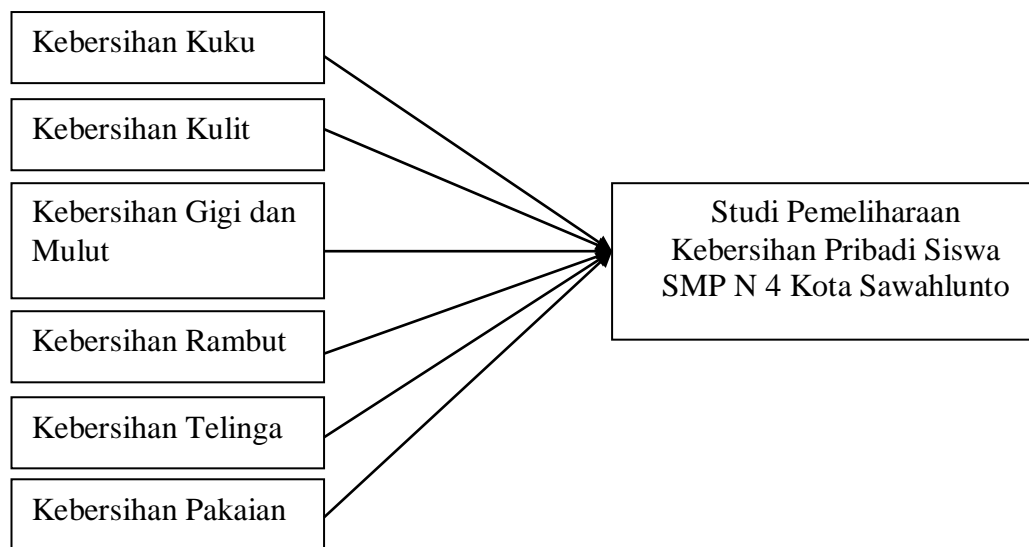 Kebersihan Kuku
Kebersihan Kulit
Kebersihan Gigi dan
Mulut
Kebersihan Rambut
Kebersihan Telinga
Kebersihan Pakaian
Studi Pemeliharaan
Kebersihan Pribadi Siswa
SMP N 4 Kota Sawahlunto